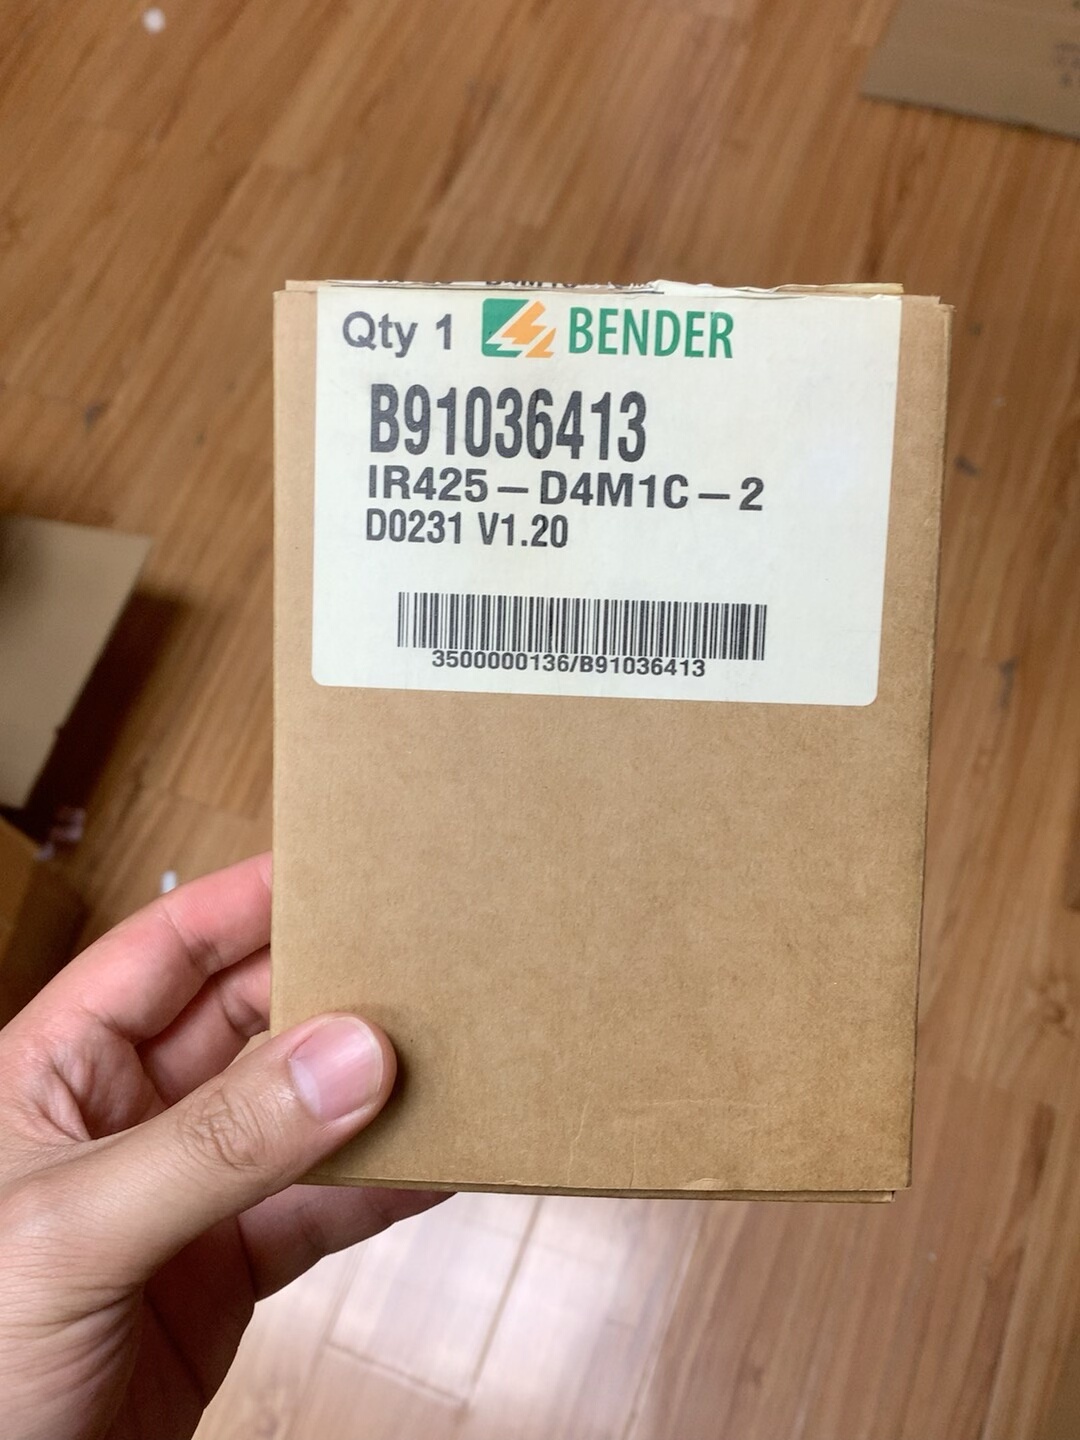 Qty 1 BENDER
B91036413
IR425-D4M1C-2
D0231 V1.20
3500000136/B91036413